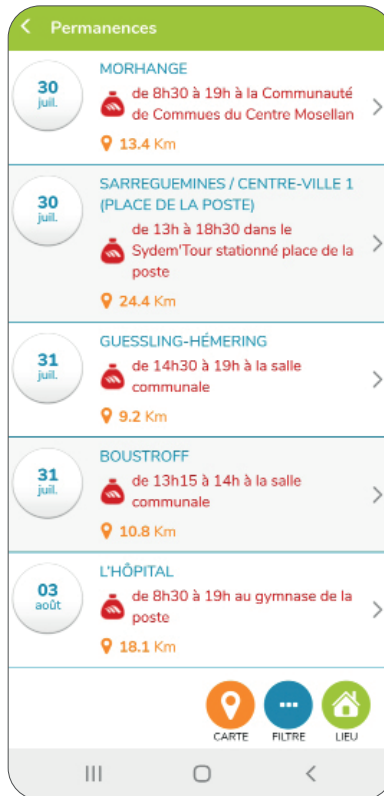 Permanences
30
juil.
MORHANGE
de 8h30 à 19h à la Communauté
de Commues du Centre Mosellan
13.4 Km
30
juil.
SARREGUEMINES / CENTRE-VILLE 1
(PLACE DE LA POSTE)
de 13h à 18h30 dans le
Sydem'Tour stationné place de la
poste
24.4 Km
31
juil.
GUESSLING-HÉMERING
de 14h30 à 19h à la salle
communale
9.2 Km
31
juil.
BOUSTROFF
de 13h15 à 14h à la salle
communale
10.8 Km
03
août
L'HÔPITAL
de 8h30 à 19h au gymnase de la
poste
18.1 Km
CARTE
FILTRE
LIEU